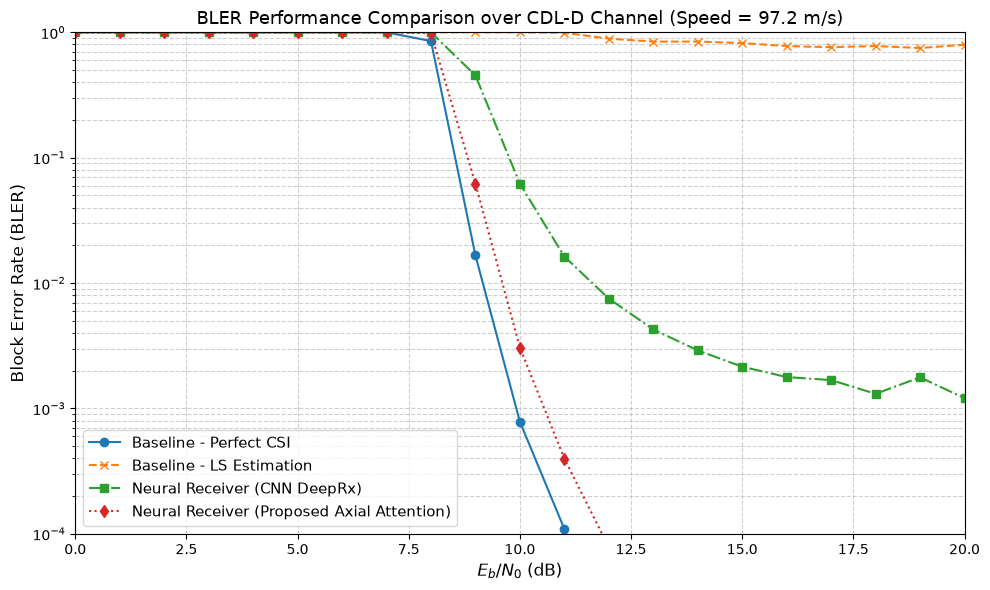 BLER Performance Comparison over CDL-D Channel (Speed = 97.2 m/s)
Block Error Rate (BLER)
10⁰
10⁻¹
10⁻²
10⁻³
10⁻⁴
Baseline - Perfect CSI
Baseline - LS Estimation
Neural Receiver (CNN DeepRx)
Neural Receiver (Proposed Axial Attention)
0.0 2.5 5.0 7.5 10.0 12.5 15.0 17.5 20.0
E_b/N_0 (dB)